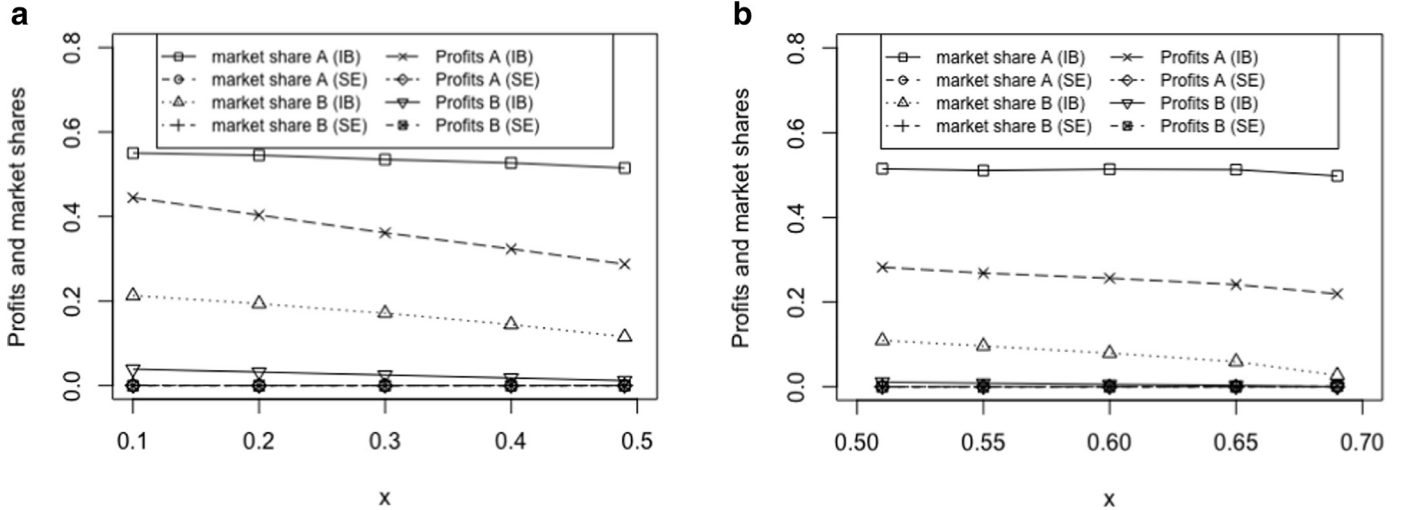 a
Profits and market shares
0.8
0.6
0.4
0.2
0.0
market share A (IB)
market share A (SE)
market share B (IB)
market share B (SE)
Profits A (IB)
Profits A (SE)
Profits B (IB)
Profits B (SE)
0.1 0.2 0.3 0.4 0.5
x
b
Profits and market shares
0.8
0.6
0.4
0.2
0.0
market share A (IB)
market share A (SE)
market share B (IB)
market share B (SE)
Profits A (IB)
Profits A (SE)
Profits B (IB)
Profits B (SE)
0.50 0.55 0.60 0.65 0.70
x